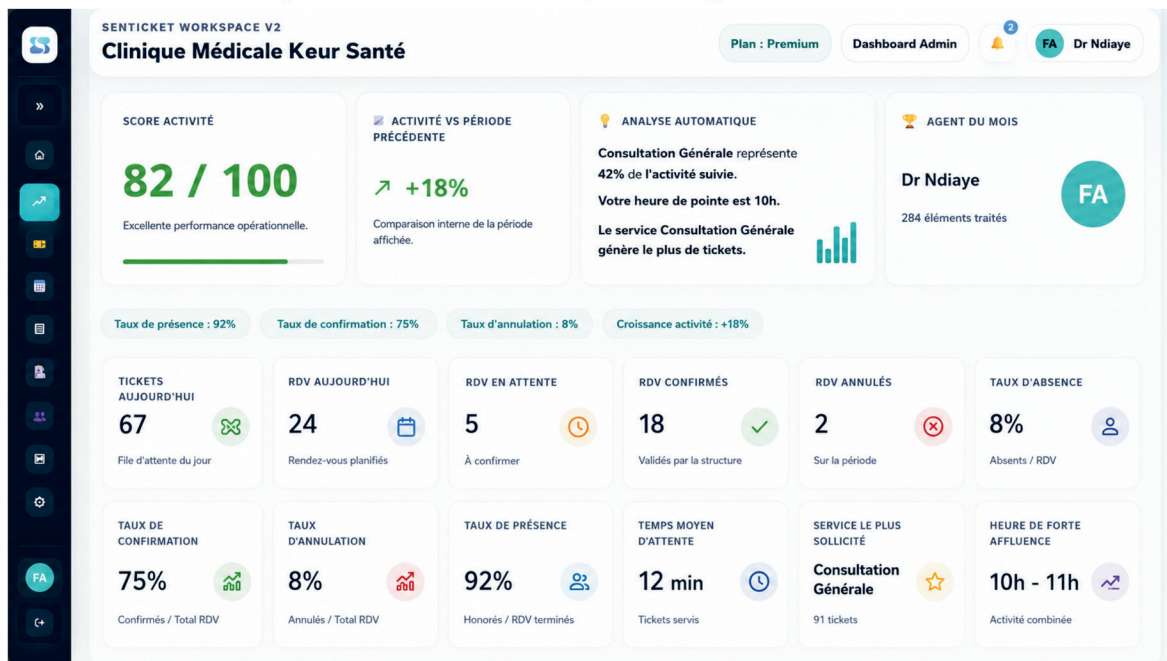 SENTICKET WORKSPACE V2
Clinique Médicale Keur Santé
Plan : Premium
Dashboard Admin
2
FA
Dr Ndiaye
»
SCORE ACTIVITÉ
82 / 100
Excellente performance opérationnelle.
ACTIVITÉ VS PÉRIODE
PRÉCÉDENTE
+18%
Comparaison interne de la période
affichée.
ANALYSE AUTOMATIQUE
Consultation Générale représente
42% de l'activité suivie.
Votre heure de pointe est 10h.
Le service Consultation Générale
génère le plus de tickets.
AGENT DU MOIS
Dr Ndiaye
284 éléments traités
FA
Taux de présence : 92%
Taux de confirmation : 75%
Taux d'annulation : 8%
Croissance activité : +18%
TICKETS
AUJOURD'HUI
67
File d'attente du jour
RDV AUJOURD'HUI
24
Rendez-vous planifiés
RDV EN ATTENTE
5
À confirmer
RDV CONFIRMÉS
18
Validés par la structure
RDV ANNULÉS
2
Sur la période
TAUX D'ABSENCE
8%
Absents / RDV
TAUX DE
CONFIRMATION
75%
Confirmés / Total RDV
TAUX
D'ANNULATION
8%
Annulés / Total RDV
TAUX DE PRÉSENCE
92%
Honorés / RDV terminés
TEMPS MOYEN
D'ATTENTE
12 min
Tickets servis
SERVICE LE PLUS
SOLLICITÉ
Consultation
Générale
91 tickets
HEURE DE FORTE
AFFLUENCE
10h - 11h
Activité combinée
FA